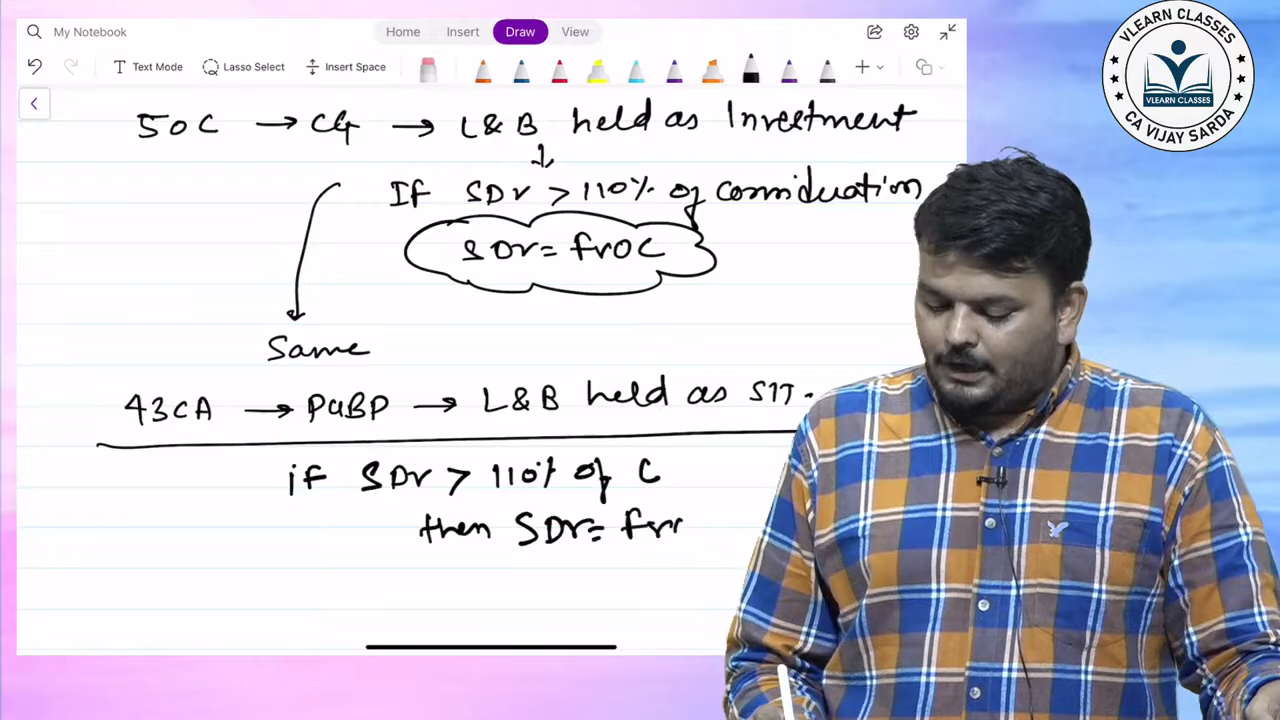 My Notebook
Home Insert Draw View
Text Mode Lasso Select Insert Space
50C → CG → L&B held as Investment
If SDV > 110% of consideration
SDV = FVOC
Same
43CA → PGBP → L&B held as SIT.
if SDV > 110% of C
then SDV =
VLEARN CLASSES
VLEARN CLASSES
CA VIJAY SARDA